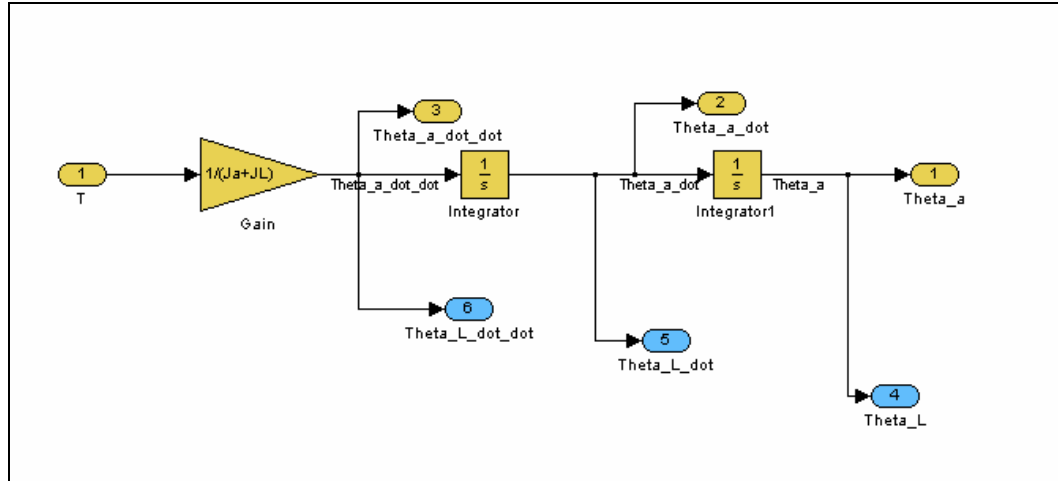 3
Theta_a_dot_dot
2
Theta_a_dot
1
T
1/(Ja+JL)
Gain
Theta_a_dot_dot
1
s
Integrator
Theta_a_dot
1
s
Integrator1
Theta_a
1
Theta_a
6
Theta_L_dot_dot
5
Theta_L_dot
4
Theta_L